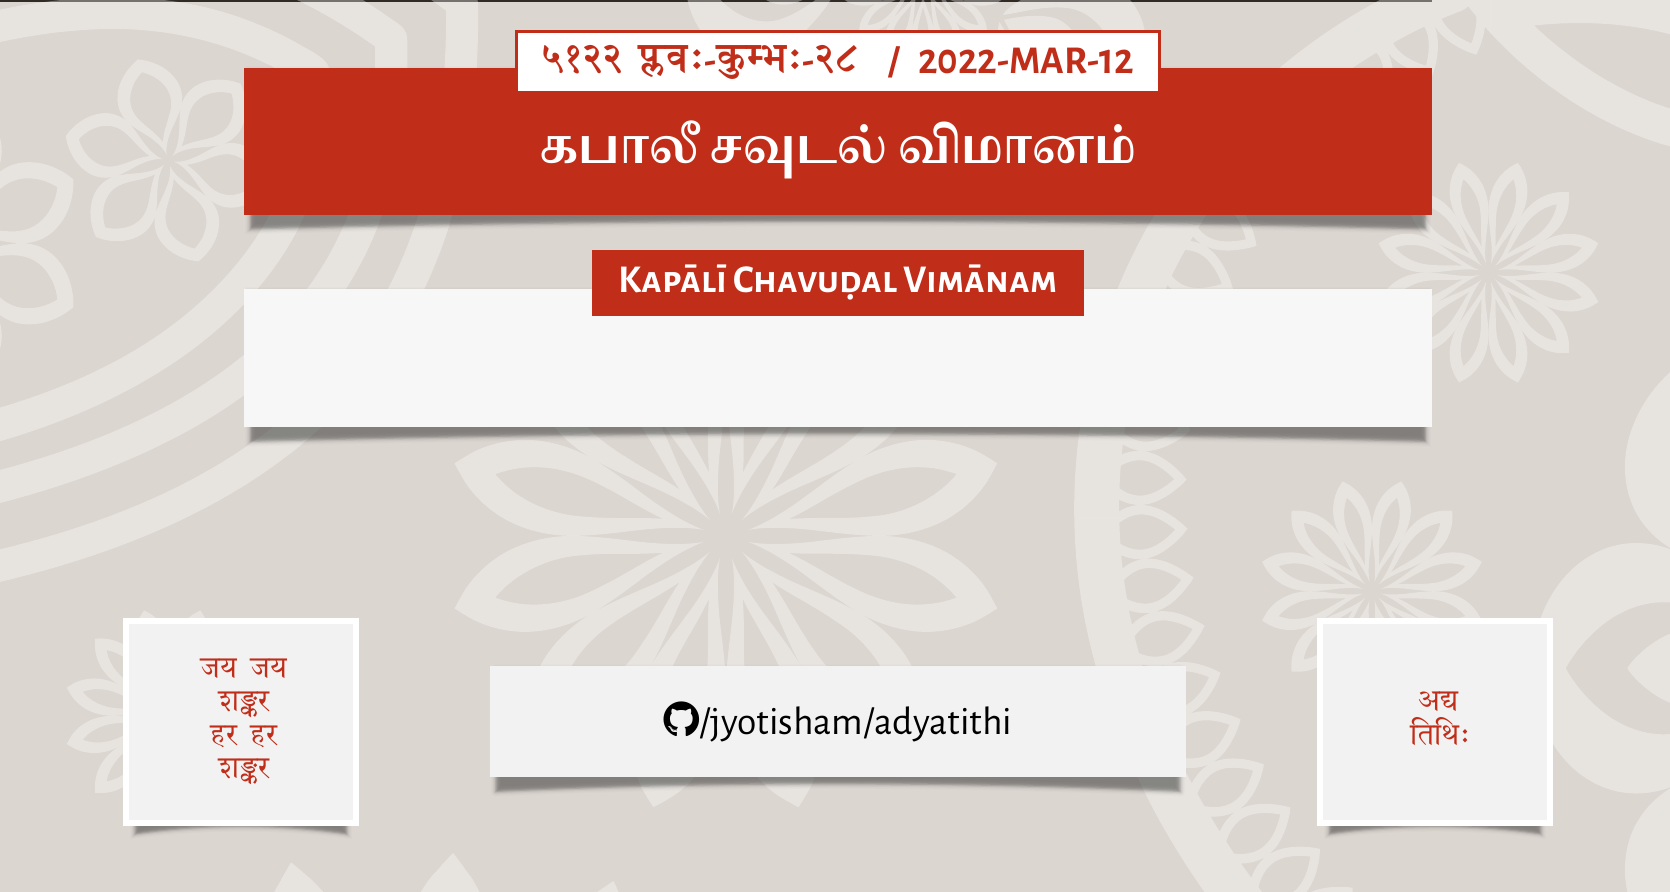 ५१२२ प्लवः-कुम्भः-२८ / 2022-MAR-12
கபாலீ சவுடல் விமானம்
Kapālī Chavuḍal Vimānam
जय जय
शङ्कर
हर हर
शङ्कर
/jyotisham/adyatithi
अद्य
तिथिः